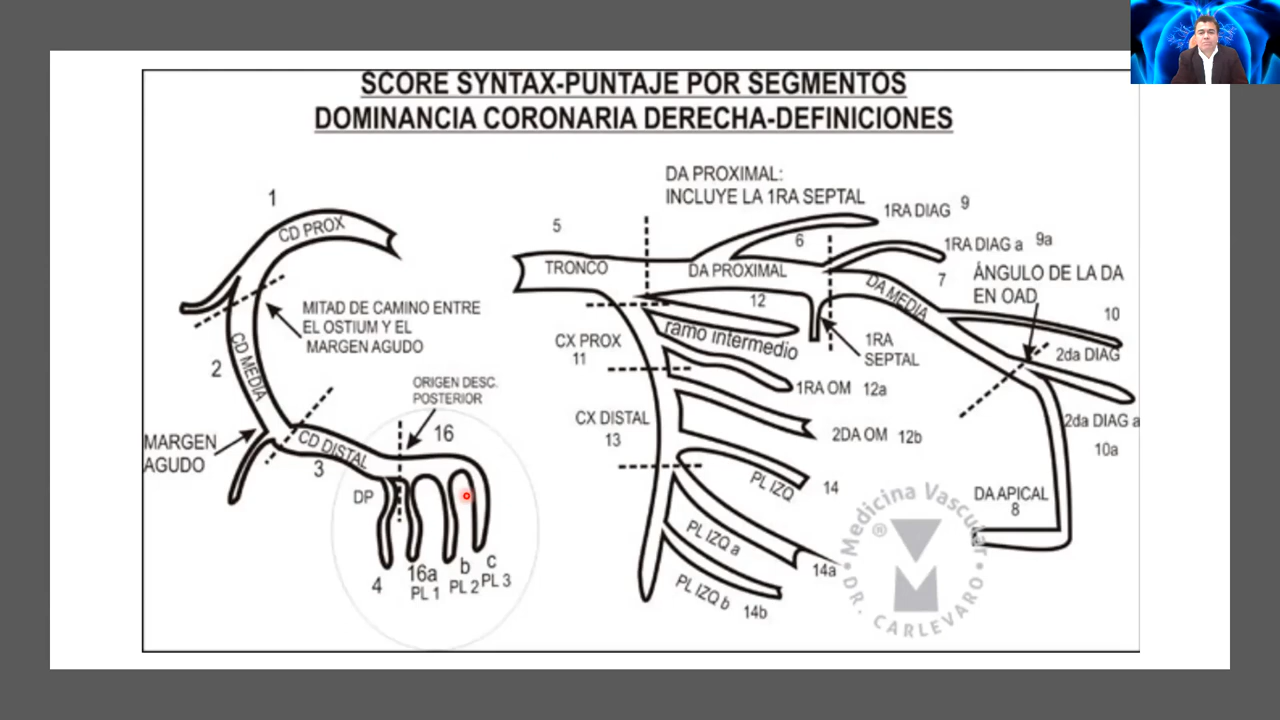 SCORE SYNTAX-PUNTAJE POR SEGMENTOS
DOMINANCIA CORONARIA DERECHA-DEFINICIONES
1
CD PROX
MITAD DE CAMINO ENTRE
EL OSTIUM Y EL
MARGEN AGUDO
2
CD MEDIA
MARGEN
AGUDO
CD DISTAL
3
ORIGEN DESC.
POSTERIOR
16
DP
4
16a
PL 1
b
PL 2
c
PL 3
5
TRONCO
DA PROXIMAL:
INCLUYE LA 1RA SEPTAL
DA PROXIMAL
6
1RA DIAG 9
1RA DIAG a 9a
7
DA MEDIA
ÁNGULO DE LA DA
EN OAD
10
2da DIAG
2da DIAG a
10a
1RA
SEPTAL
12
ramo intermedio
CX PROX
11
1RA OM 12a
CX DISTAL
13
2DA OM 12b
PL IZQ 14
PL IZQ a
14a
PL IZQ b 14b
DA APICAL
8
Medicina Vascular
®
DR. CARLEVARO